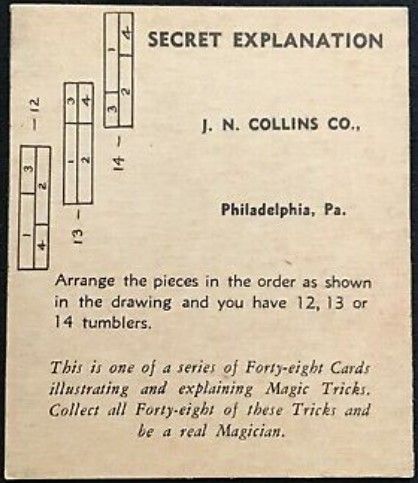 SECRET EXPLANATION
J. N. COLLINS CO.,
Philadelphia, Pa.
1 3
4 2
— 12
1 3
2 4
13 —
3 1
2 4
14 —
Arrange the pieces in the order as shown
in the drawing and you have 12, 13 or
14 tumblers.
This is one of a series of Forty-eight Cards
illustrating and explaining Magic Tricks.
Collect all Forty-eight of these Tricks and
be a real Magician.